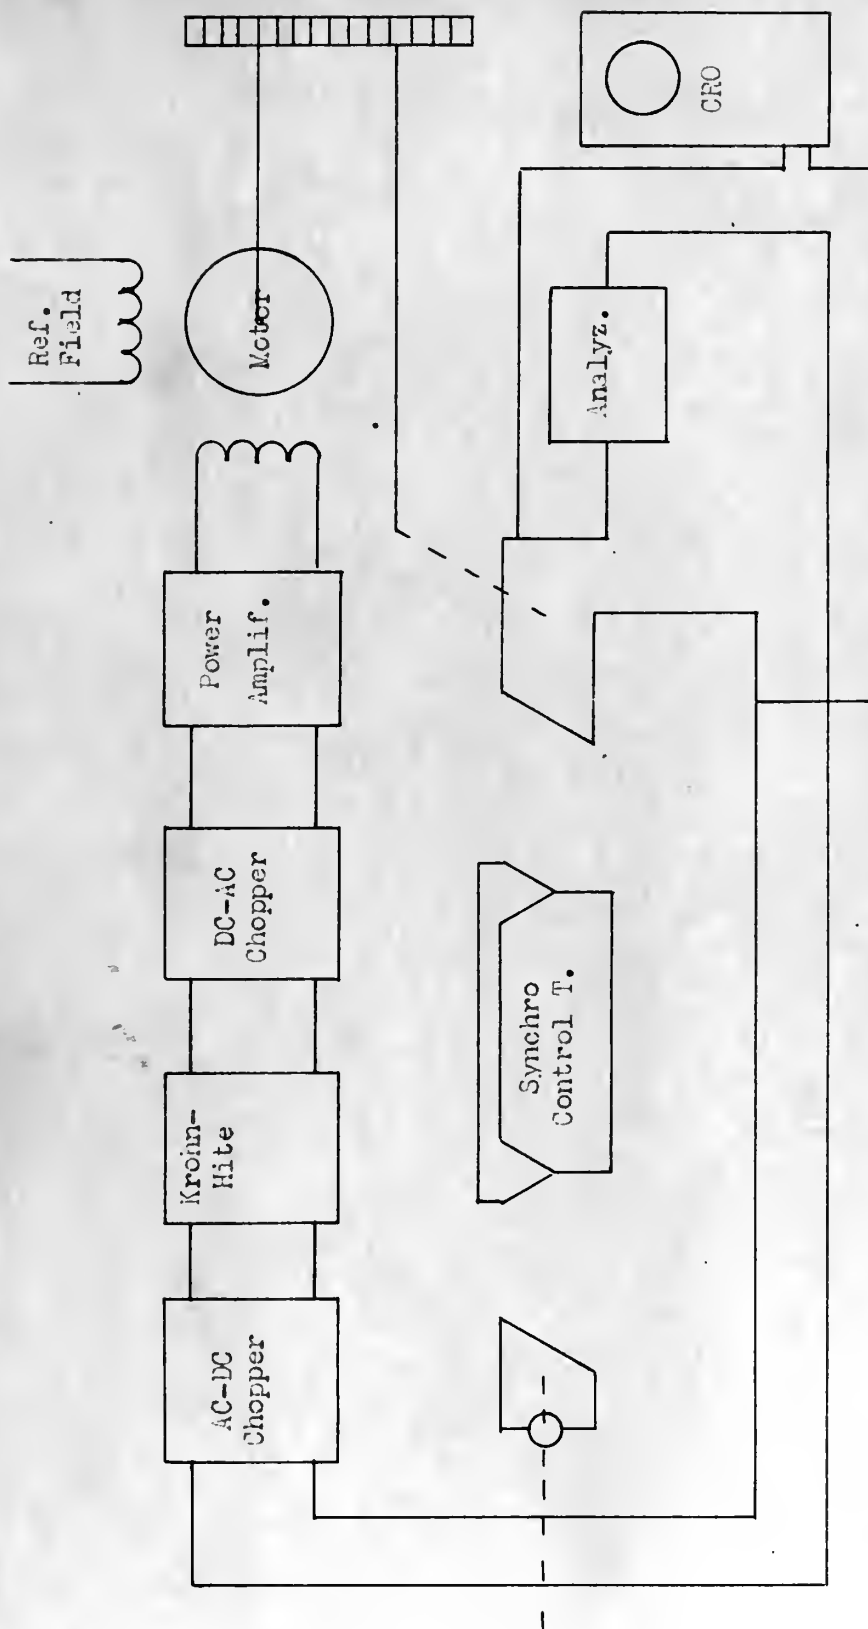 Ref.
Field
Motor
CRO
Analyz.
Power
Amplif.
DC-AC
Chopper
Krohn-
Hite
AC-DC
Chopper
Synchro
Control T.